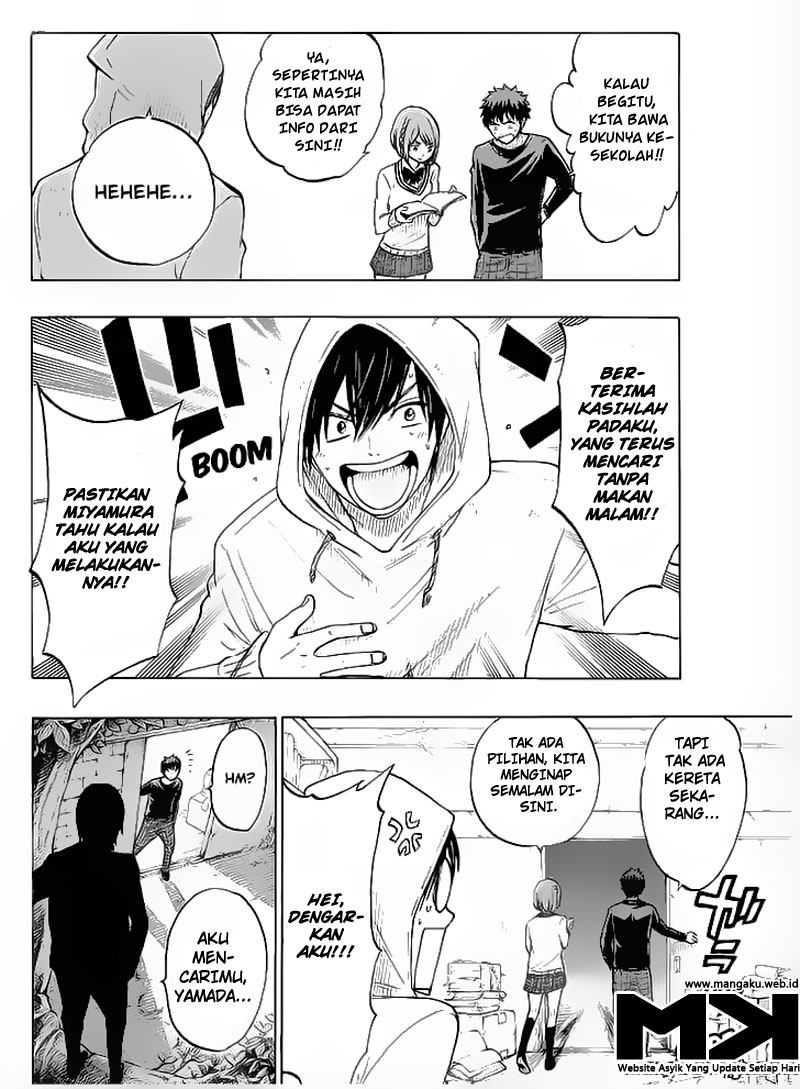 KALAU
BEGITU,
KITA BAWA
BUKUNYA KE-
SEKOLAH!!
YA,
SEPERTINYA
KITA MASIH
BISA DAPAT
INFO DARI
SINI!!
HEHEHE...
BER-
TERIMA
KASIHLAH
PADAKU,
YANG TERUS
MENCARI
TANPA
MAKAN
MALAM!!
BOOM
PASTIKAN
MIYAMURA
TAHU KALAU
AKU YANG
MELAKUKAN-
NYA!!
TAPI
TAK ADA
KERETA
SEKA-
RANG...
TAK ADA
PILIHAN, KITA
MENGINAP
SEMALAM DI-
SINI.
HEI,
DENGAR-
KAN
AKU!!!
HM?
AKU
MEN-
CARIMU,
YAMADA...
www.mangaku.web.id
MK
Website Asyik Yang Update Setiap Hari